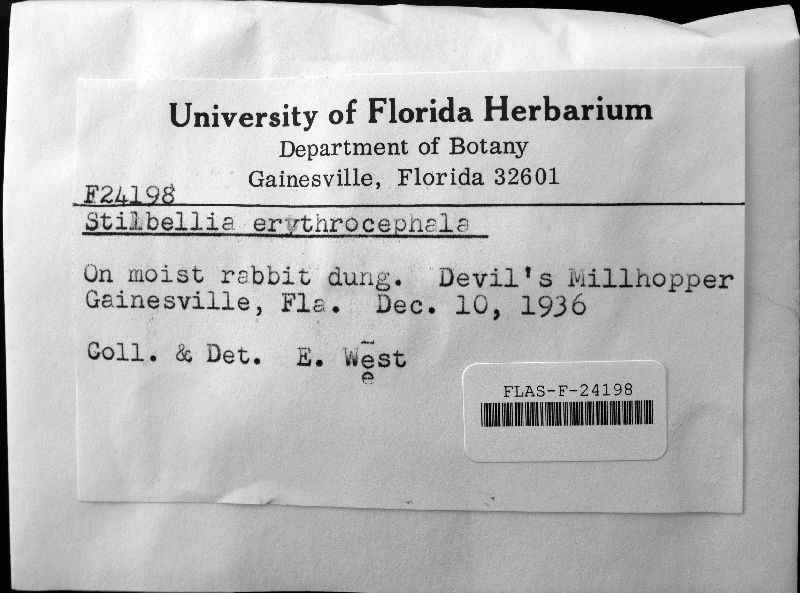 University of Florida Herbarium
Department of Botany
Gainesville, Florida 32601
F24198
Stilbellia erythrocephala
On moist rabbit dung. Devil's Millhopper
Gainesville, Fla. Dec. 10, 1936
Coll. & Det. E. West
FLAS-F-24198